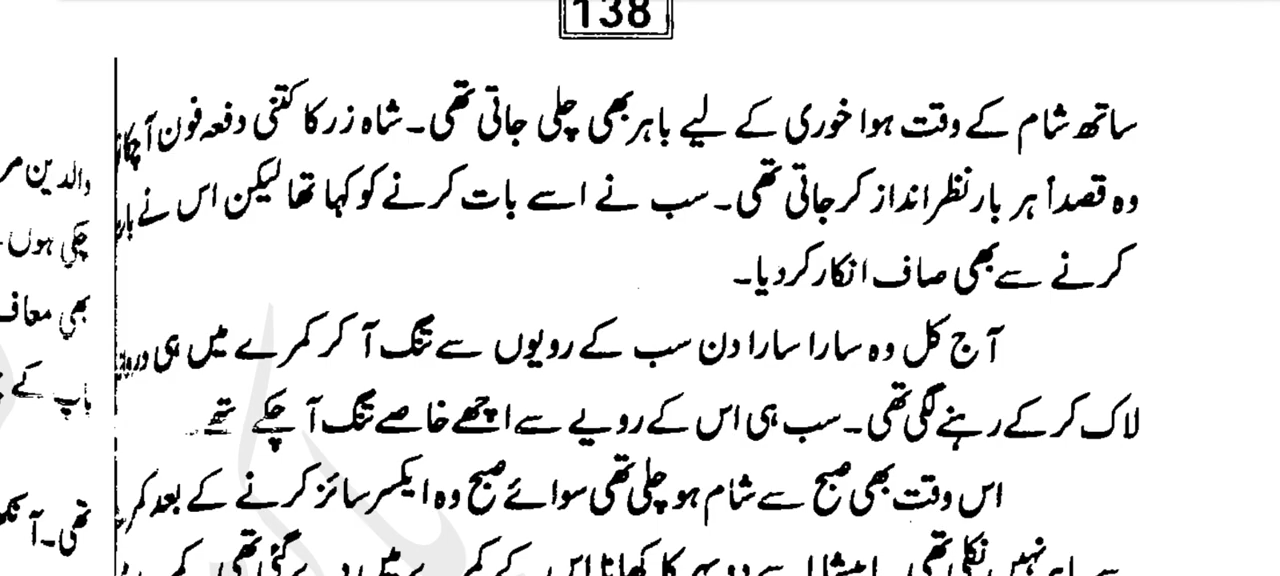 138
ساتھ شام کے وقت ہوا خوری کے لیے باہر بھی چلی جاتی تھی۔ شاہ زر کا کتنی دفعہ فون آ چکا
وہ قصداً ہر بار نظر انداز کر جاتی تھی۔ سب نے اسے بات کرنے کو کہا تھا لیکن اس نے
کرنے سے بھی صاف انکار کر دیا۔
آج کل وہ سارا سارا دن سب کے رویوں سے تنگ آ کر کمرے میں ہی
لاک کر کے رہنے لگی تھی۔ سب ہی اس کے رویے سے اچھے خاصے تنگ آ چکے تھے۔
اس وقت بھی صبح سے شام ہو چلی تھی سوائے صبح وہ ایکسرسائز کرنے کے بعد
والدین
چکی ہوں۔
بھی معاف
باپ کے
تھی۔